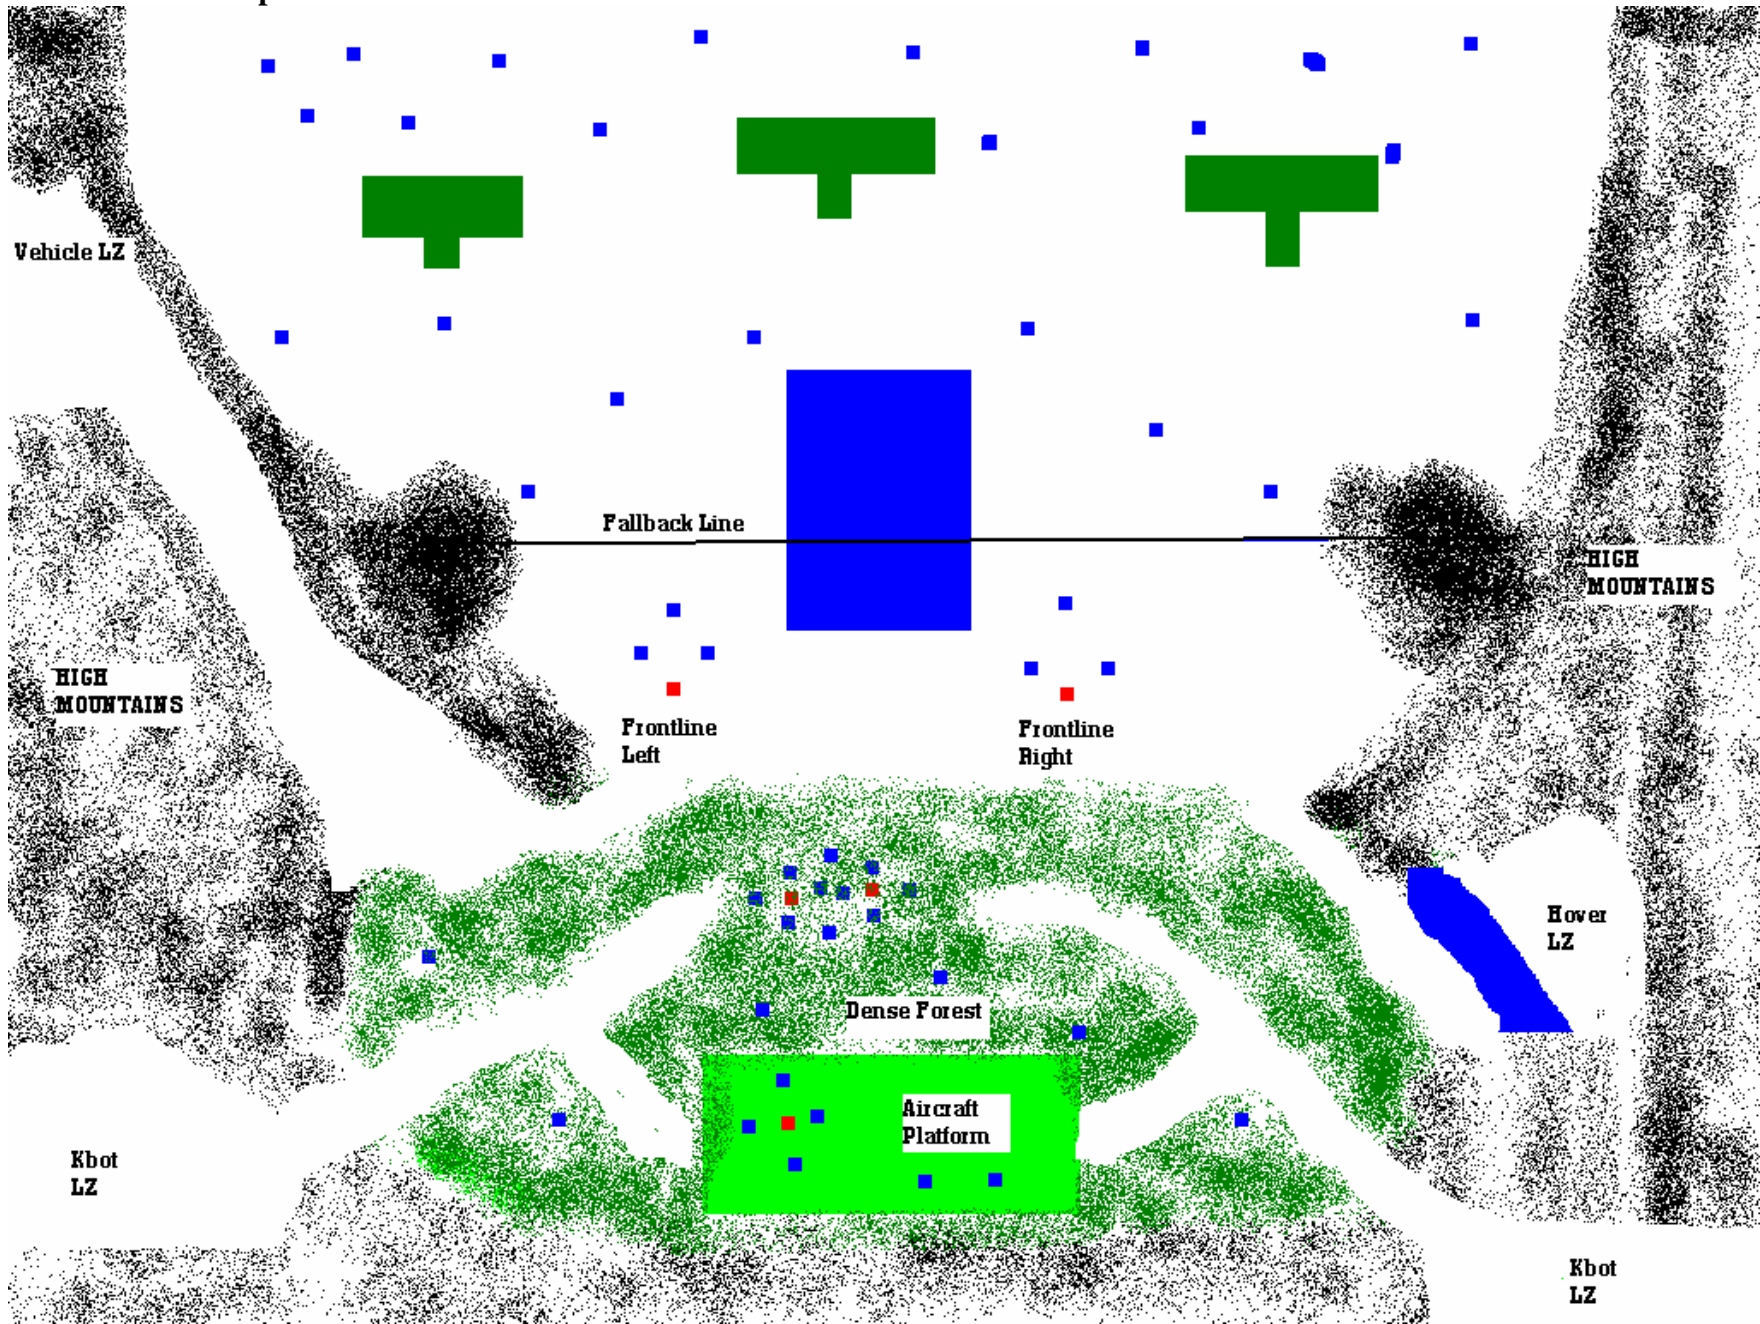 Vehicle LZ
Fallback Line
HIGH
MOUNTAINS
HIGH
MOUNTAINS
Frontline
Left
Frontline
Right
Hover
LZ
Dense Forest
Aircraft
Platform
Kbot
LZ
Kbot
LZ